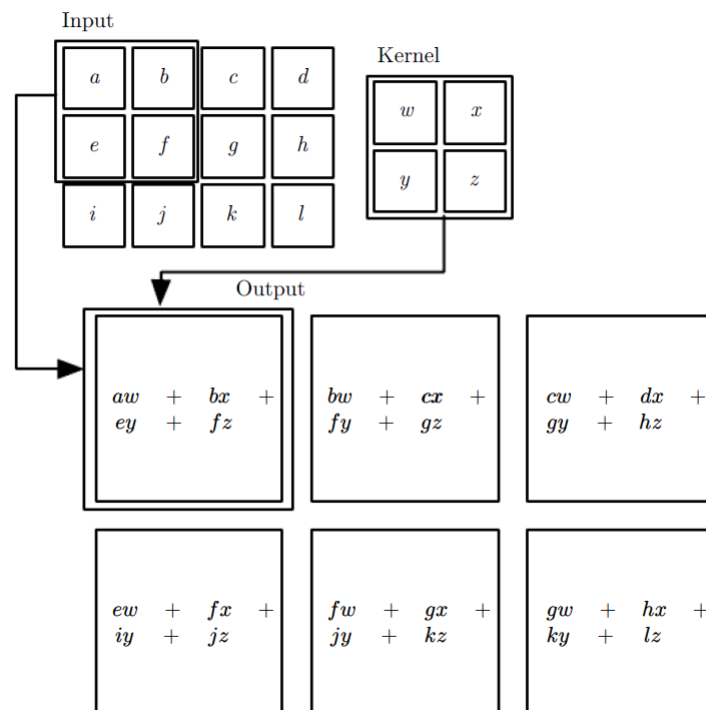 Input
a b c d
e f g h
i j k l
Kernel
w x
y z
Output
aw + bx +
ey + fz
bw + cx +
fy + gz
cw + dx +
gy + hz
ew + fx +
iy + jz
fw + gx +
jy + kz
gw + hx +
ky + lz